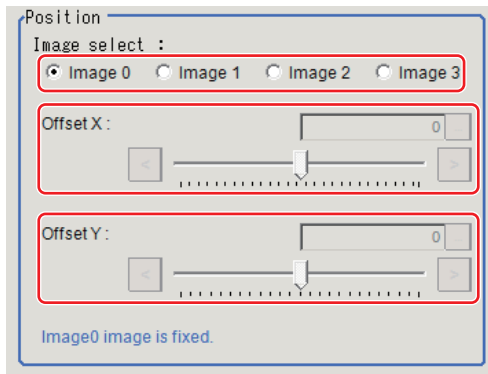 Position
Image select :
Image 0 Image 1 Image 2 Image 3
Offset X :
0 ...
< >
Offset Y :
0 ...
< >
Image0 image is fixed.